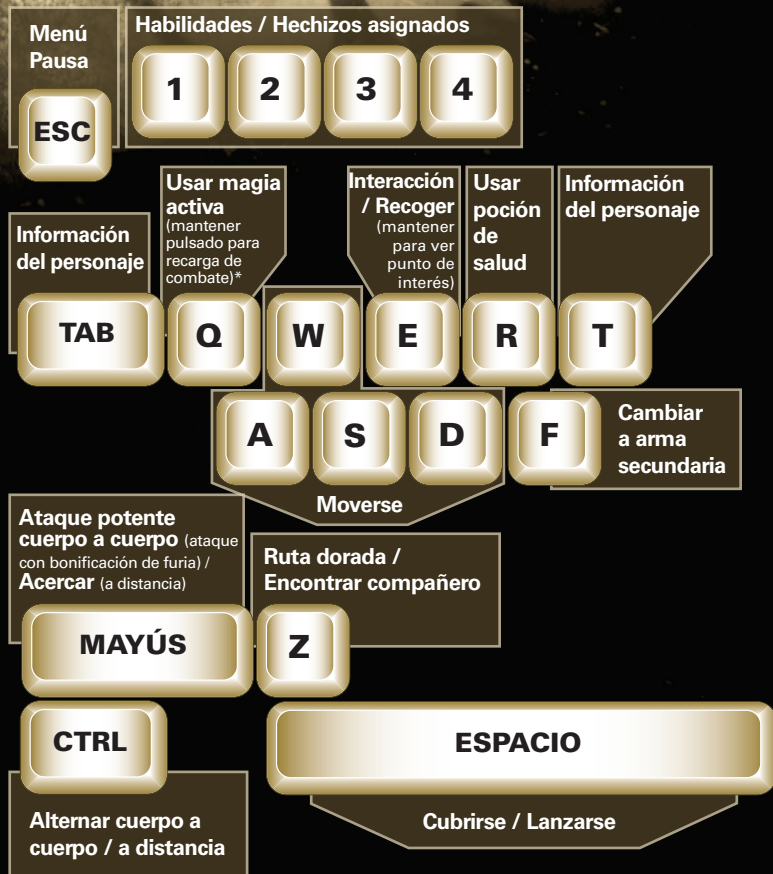 Menú
Pausa
ESC
Habilidades / Hechizos asignados
1
2
3
4
Información
del personaje
TAB
Usar magia
activa
(mantener
pulsado para
recarga de
combate)*
Q
W
Interacción
/ Recoger
(mantener
para ver
punto de
interés)
E
Usar
poción
de
salud
R
Información
del personaje
T
A
S
D
Moverse
F
Cambiar
a arma
secundaria
Ataque potente
cuerpo a cuerpo (ataque
con bonificación de furia) /
Acercar (a distancia)
MAYÚS
Ruta dorada /
Encontrar compañero
Z
CTRL
Alternar cuerpo a
cuerpo / a distancia
ESPACIO
Cubrirse / Lanzarse